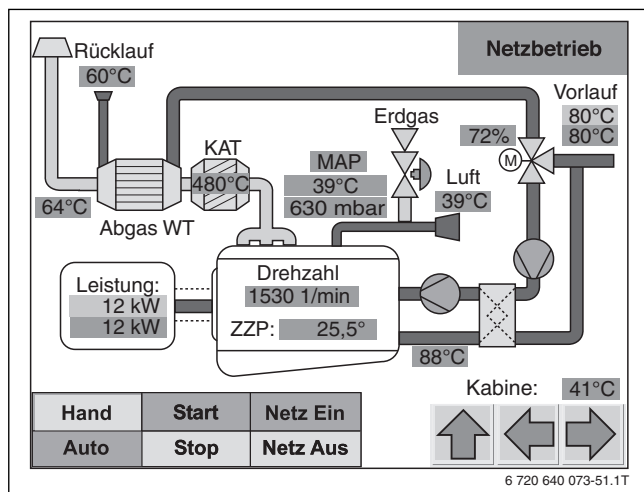 Netzbetrieb
Rücklauf
60°C
Vorlauf
80°C
80°C
Erdgas
72%
M
KAT
480°C
MAP
39°C
630 mbar
Luft
39°C
64°C
Abgas WT
Leistung:
12 kW
12 kW
Drehzahl
1530 1/min
ZZP: 25,5°
88°C
Kabine: 41°C
Hand Start Netz Ein
Auto Stop Netz Aus
6 720 640 073-51.1T